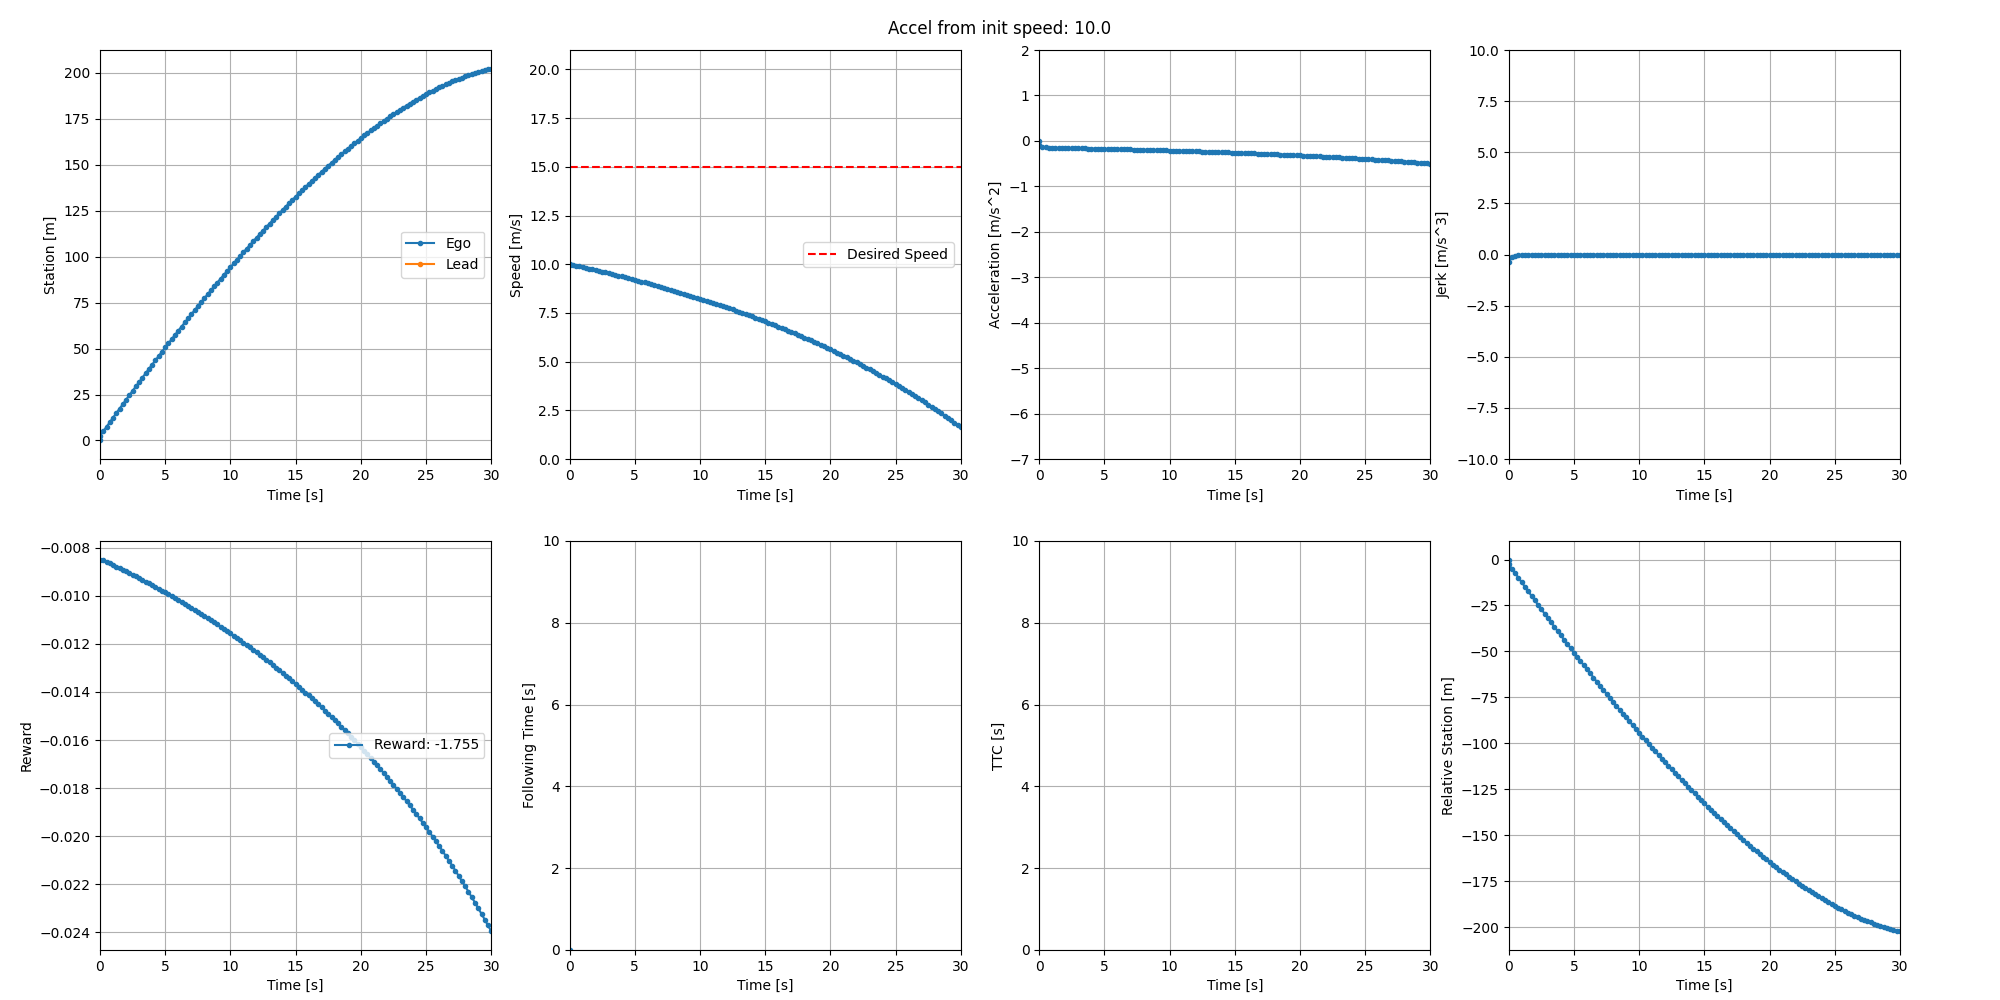 Accel from init speed: 10.0
Station [m]
200
175
150
125
100
75
50
25
0
Ego
Lead
0 5 10 15 20 25 30
Time [s]
Speed [m/s]
20.0
17.5
15.0
12.5
10.0
7.5
5.0
2.5
0.0
Desired Speed
0 5 10 15 20 25 30
Time [s]
Acceleration [m/s^2]
2
1
0
−1
−2
−3
−4
−5
−6
−7
0 5 10 15 20 25 30
Time [s]
Jerk [m/s^3]
10.0
7.5
5.0
2.5
0.0
−2.5
−5.0
−7.5
−10.0
0 5 10 15 20 25 30
Time [s]
Reward
−0.008
−0.010
−0.012
−0.014
−0.016
−0.018
−0.020
−0.022
−0.024
Reward: -1.755
0 5 10 15 20 25 30
Time [s]
Following Time [s]
10
8
6
4
2
0
0 5 10 15 20 25 30
Time [s]
TTC [s]
10
8
6
4
2
0
0 5 10 15 20 25 30
Time [s]
Relative Station [m]
0
−25
−50
−75
−100
−125
−150
−175
−200
0 5 10 15 20 25 30
Time [s]